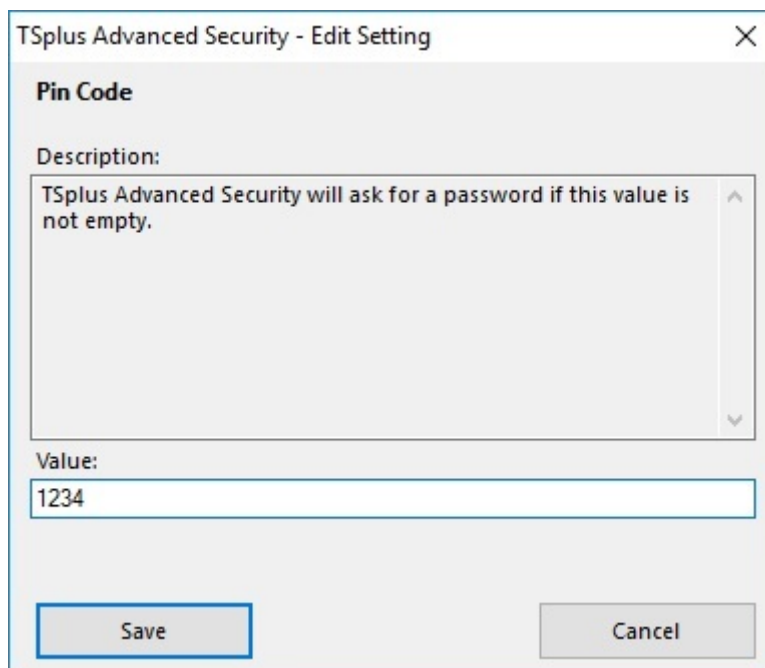 TSplus Advanced Security - Edit Setting
Pin Code
Description:
TSplus Advanced Security will ask for a password if this value is
not empty.
Value:
1234
Save
Cancel